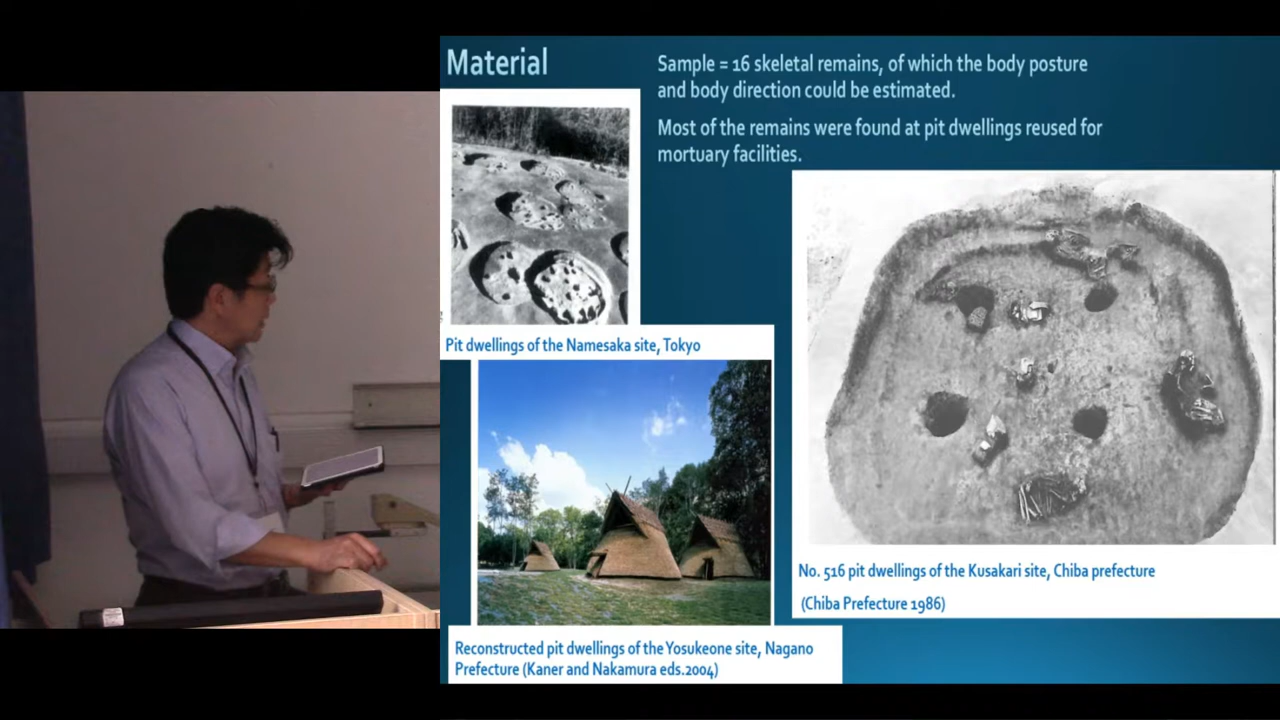 Material
Sample = 16 skeletal remains, of which the body posture
and body direction could be estimated.
Most of the remains were found at pit dwellings reused for
mortuary facilities.
Pit dwellings of the Namesaka site, Tokyo
Reconstructed pit dwellings of the Yosukeone site, Nagano
Prefecture (Kaner and Nakamura eds.2004)
No. 516 pit dwellings of the Kusakari site, Chiba prefecture
(Chiba Prefecture 1986)